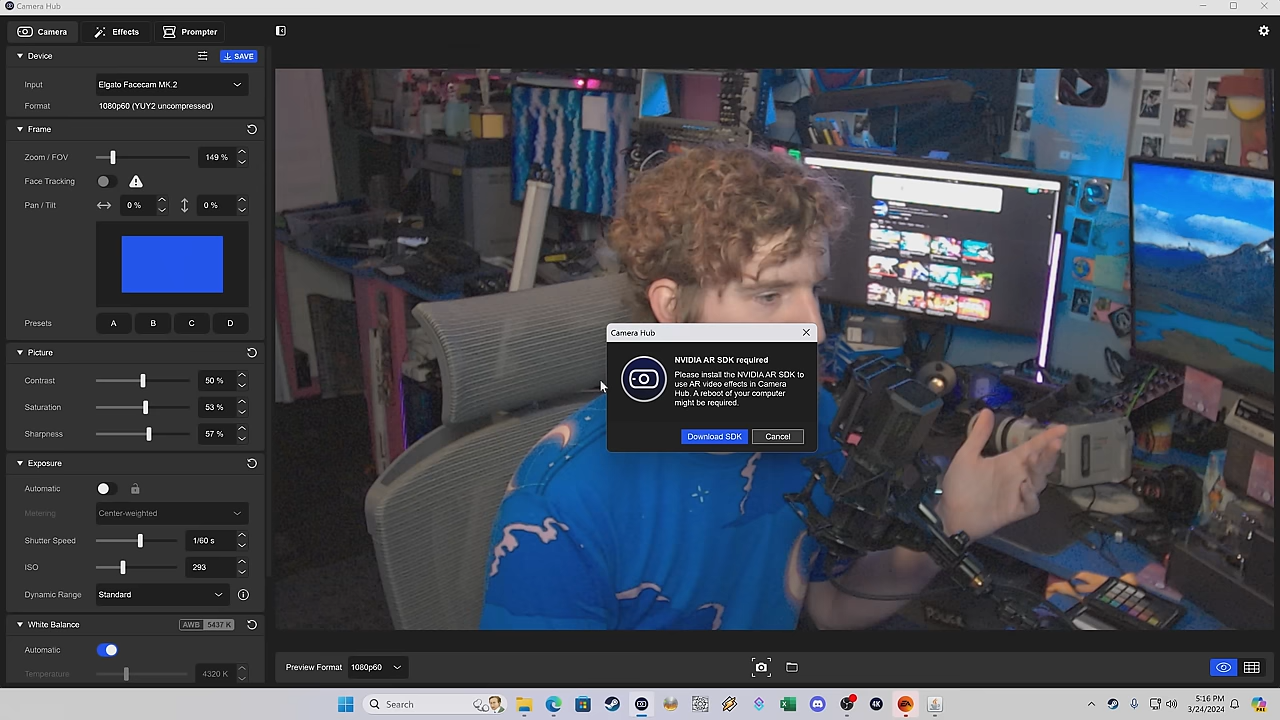 Camera Hub
Camera Effects Prompter
Device SAVE
Input Elgato Facecam MK.2
Format 1080p60 (YUY2 uncompressed)
Frame
Zoom / FOV 149 %
Face Tracking
Pan / Tilt 0 % 0 %
Presets A B C D
Picture
Contrast 50 %
Saturation 53 %
Sharpness 57 %
Exposure
Automatic
Metering Center-weighted
Shutter Speed 1/60 s
ISO 293
Dynamic Range Standard
White Balance AWB 5437 K
Automatic
Temperature 4320 K
Camera Hub
NVIDIA AR SDK required
Please install the NVIDIA AR SDK to
use AR video effects in Camera
Hub. A reboot of your computer
might be required.
Download SDK Cancel
Preview Format 1080p60
Search
4K
EA
5:16 PM
3/24/2024